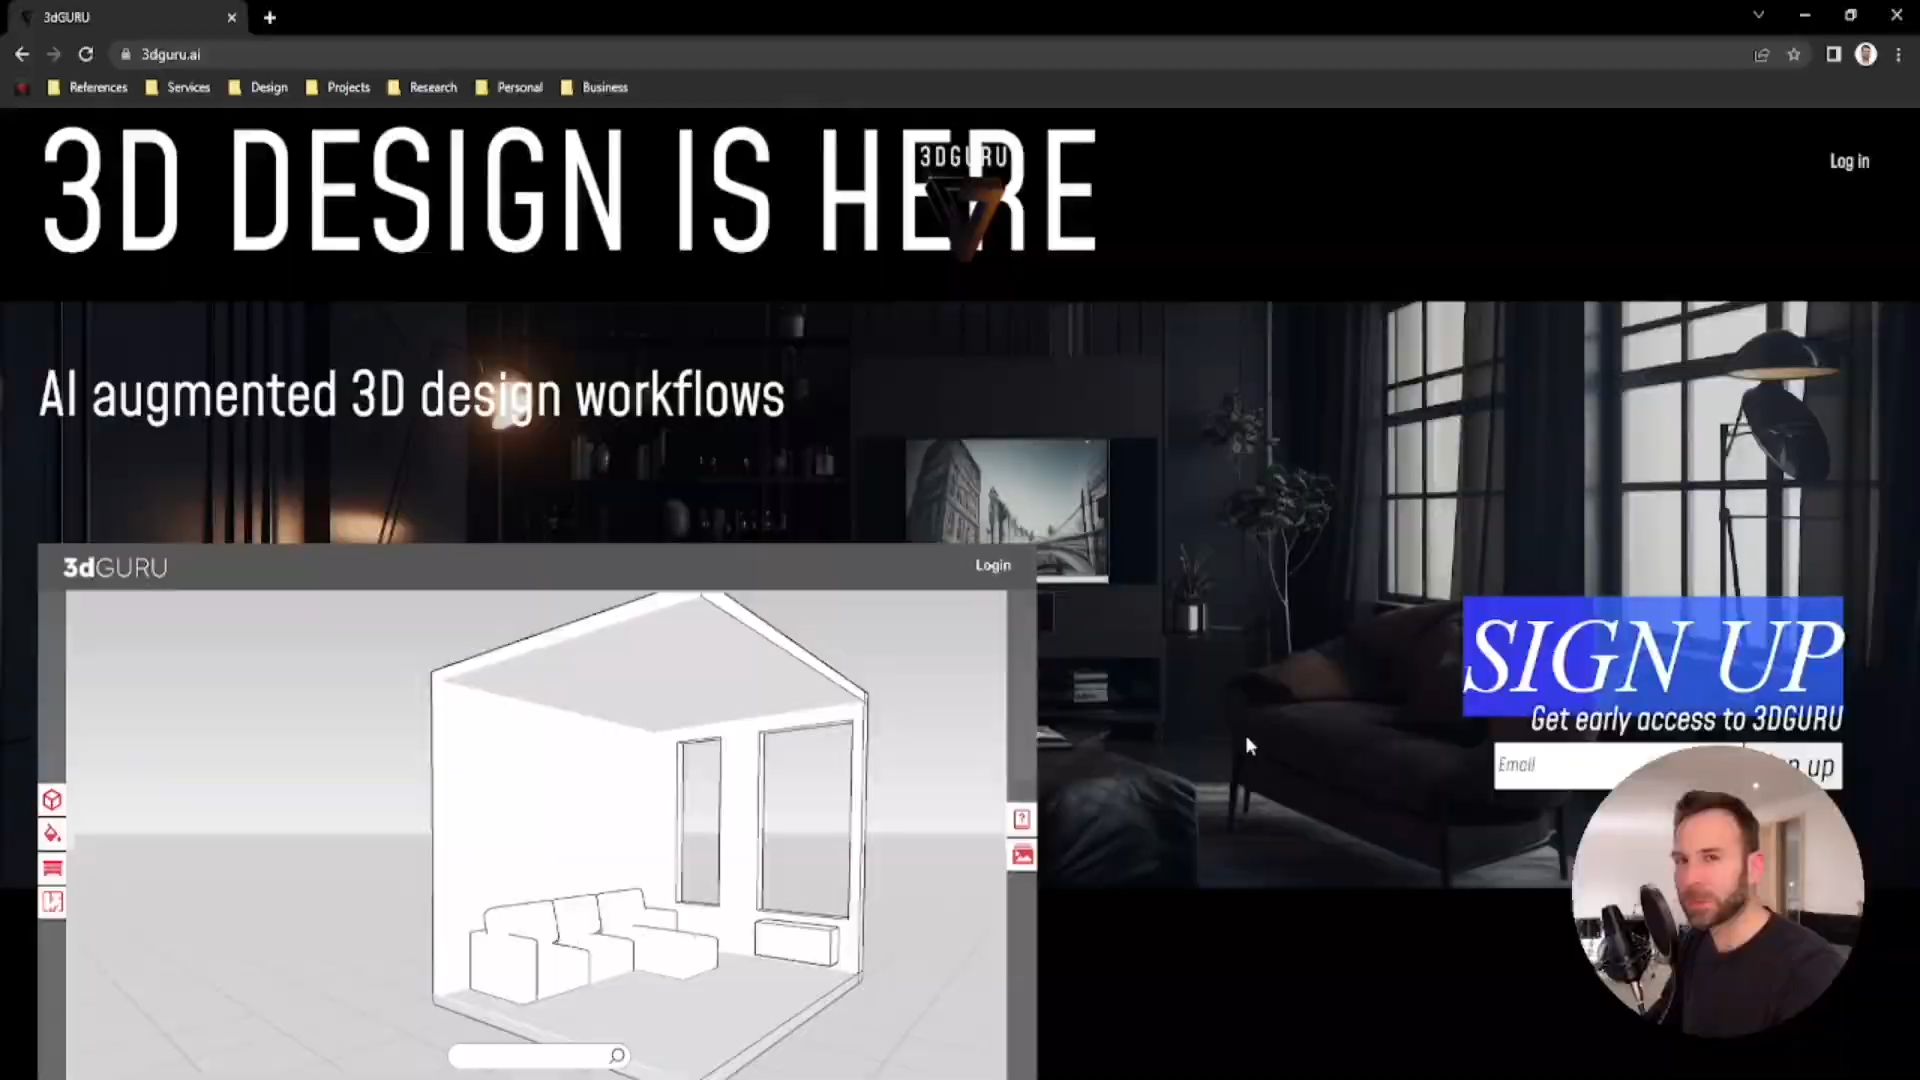 3dGURU
3dguru.ai
References
Services
Design
Projects
Research
Personal
Business
3D DESIGN IS HERE
3DGURU
Log in
AI augmented 3D design workflows
3dGURU
Login
SIGN UP
Get early access to 3DGURU
Email
up